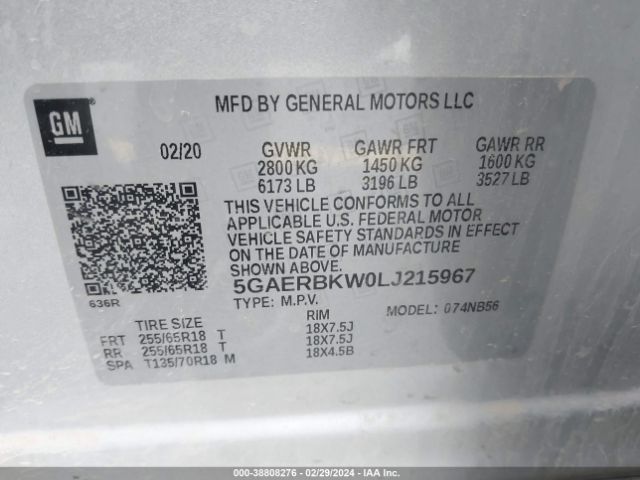 GM
MFD BY GENERAL MOTORS LLC
02/20 GVWR GAWR FRT GAWR RR
2800 KG 1450 KG 1600 KG
6173 LB 3196 LB 3527 LB
THIS VEHICLE CONFORMS TO ALL
APPLICABLE U.S. FEDERAL MOTOR
VEHICLE SAFETY STANDARDS IN EFFECT
ON THE DATE OF MANUFACTURE
SHOWN ABOVE.
5GAERBKW0LJ215967
636R
TYPE: M.P.V. MODEL: 074NB56
TIRE SIZE RIM
FRT 255/65R18 T 18X7.5J
RR 255/65R18 T 18X7.5J
SPA T135/70R18 M 18X4.5B
000-38808276 - 02/29/2024 - IAAI.COM